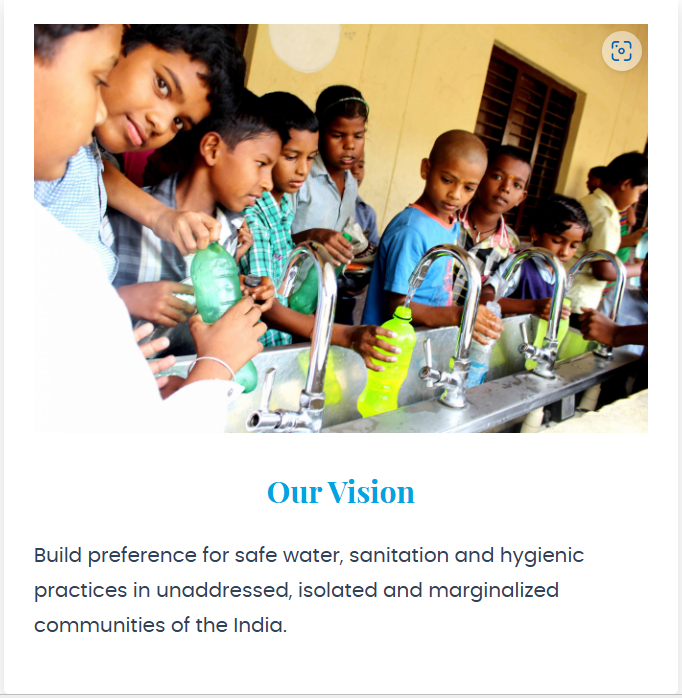 Our Vision
Build preference for safe water, sanitation and hygienic
practices in unaddressed, isolated and marginalized
communities of the India.